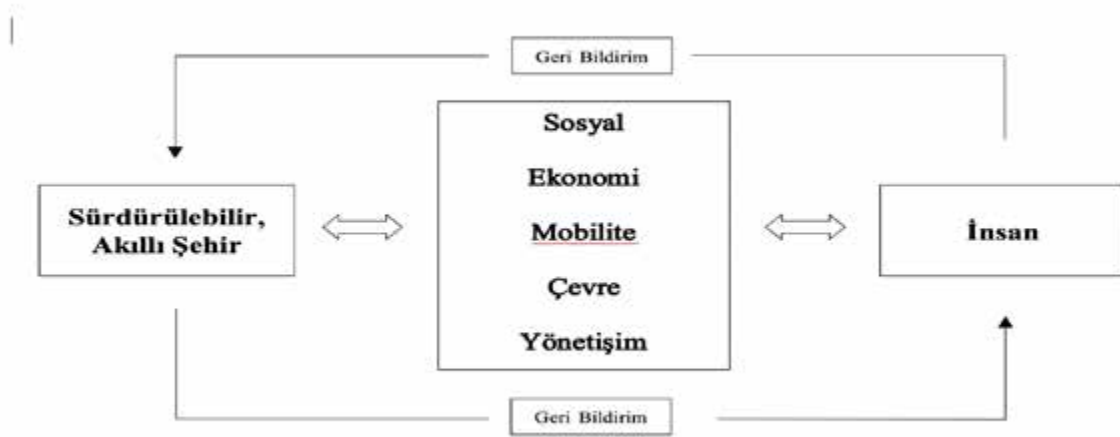 Geri Bildirim
Sosyal
Ekonomi
Mobilite
Çevre
Yönetişim
Sürdürülebilir,
Akıllı Şehir
İnsan
Geri Bildirim